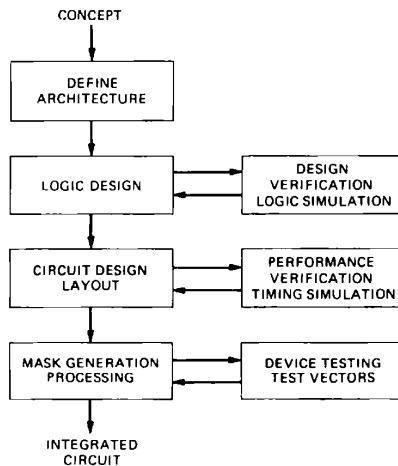 CONCEPT
DEFINE
ARCHITECTURE
LOGIC DESIGN
DESIGN
VERIFICATION
LOGIC SIMULATION
CIRCUIT DESIGN
LAYOUT
PERFORMANCE
VERIFICATION
TIMING SIMULATION
MASK GENERATION
PROCESSING
DEVICE TESTING
TEST VECTORS
INTEGRATED
CIRCUIT